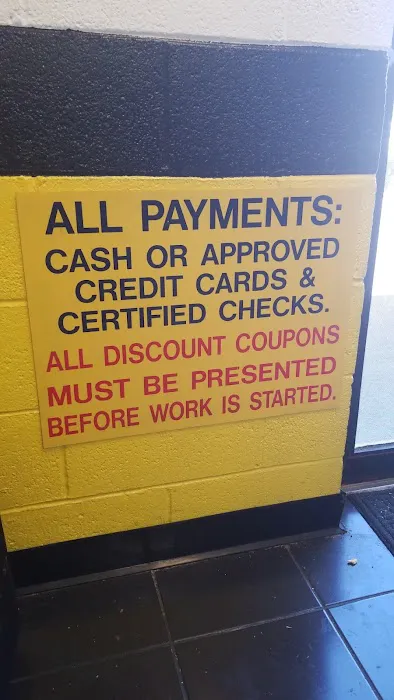 ALL PAYMENTS:
CASH OR APPROVED
CREDIT CARDS &
CERTIFIED CHECKS.
ALL DISCOUNT COUPONS
MUST BE PRESENTED
BEFORE WORK IS STARTED.